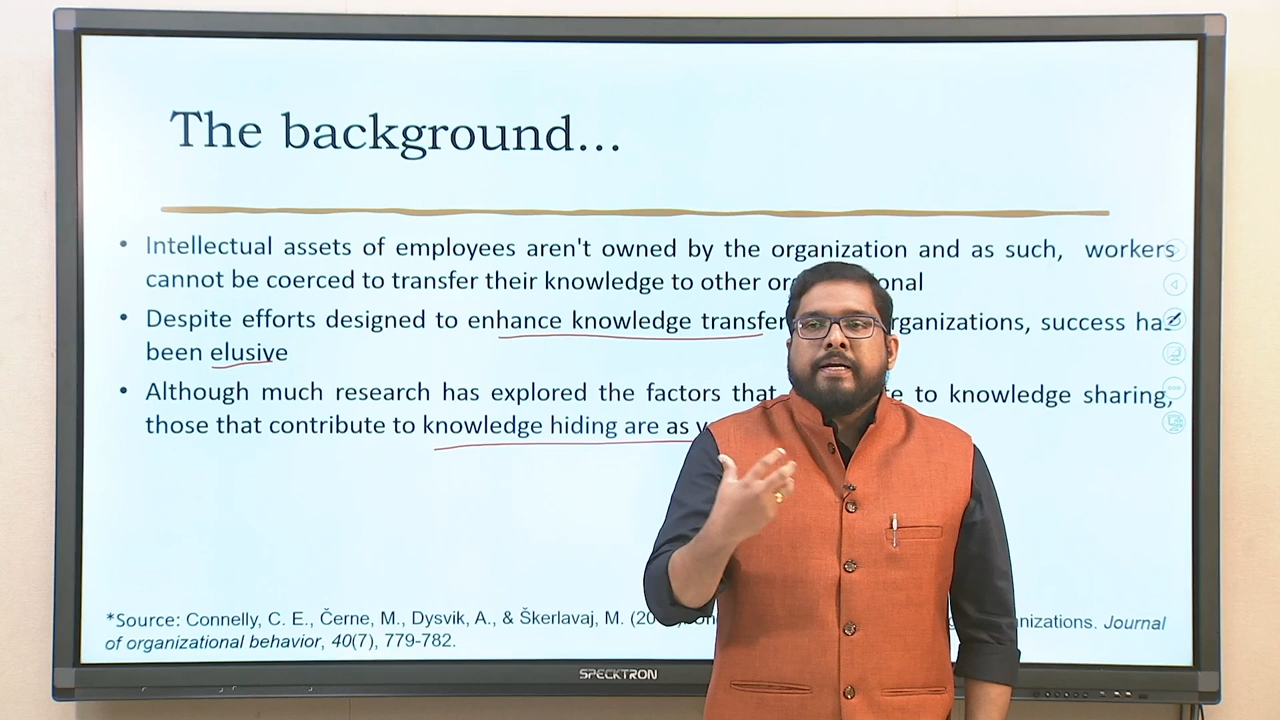 The background...
• Intellectual assets of employees aren't owned by the organization and as such, workers
cannot be coerced to transfer their knowledge to other
• Despite efforts designed to enhance knowledge transfer organizations, success has
been elusive
• Although much research has explored the factors that to knowledge sharing,
those that contribute to knowledge hiding are as
*Source: Connelly, C. E., Černe, M., Dysvik, A., & Škerlavaj, M. Journal
of organizational behavior, 40(7), 779-782.
SPECKTRON